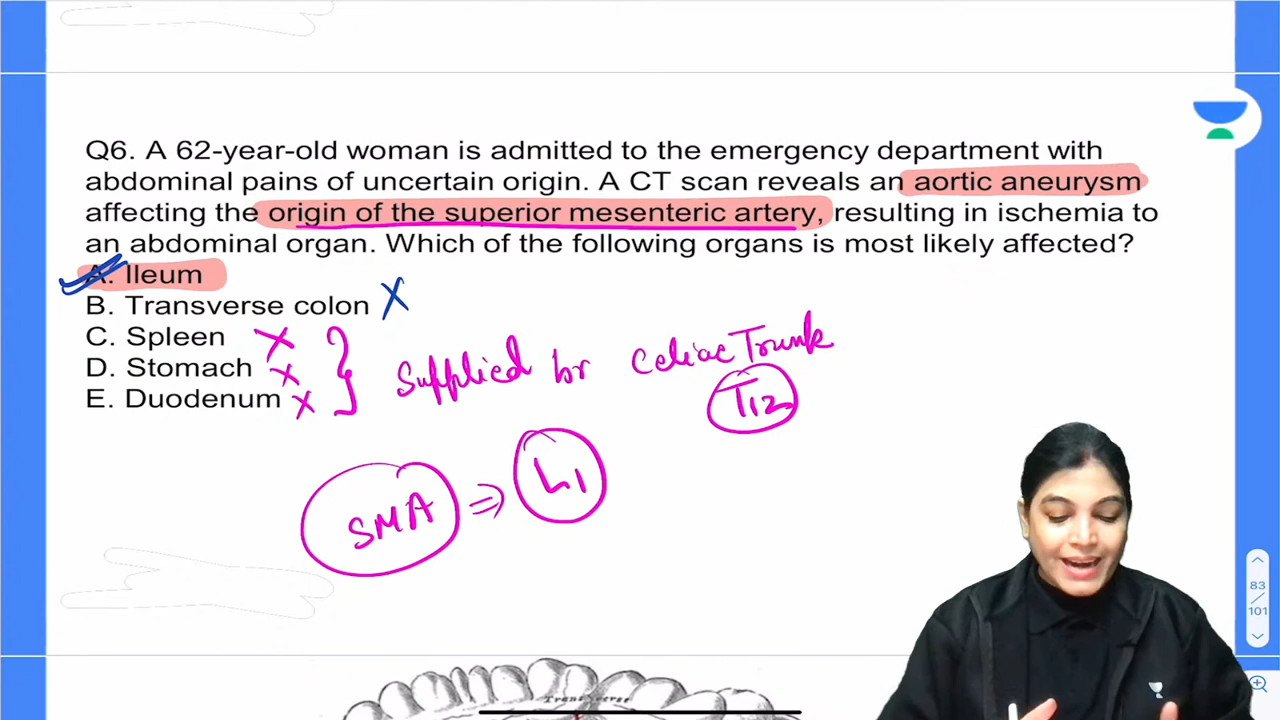 Q6. A 62-year-old woman is admitted to the emergency department with
abdominal pains of uncertain origin. A CT scan reveals an aortic aneurysm
affecting the origin of the superior mesenteric artery, resulting in ischemia to
an abdominal organ. Which of the following organs is most likely affected?
A. Ileum
B. Transverse colon X
C. Spleen X
D. Stomach X
E. Duodenum X
Supplied by Celiac Trunk
T12
SMA ⇒ L1
83
/
101
Transverse